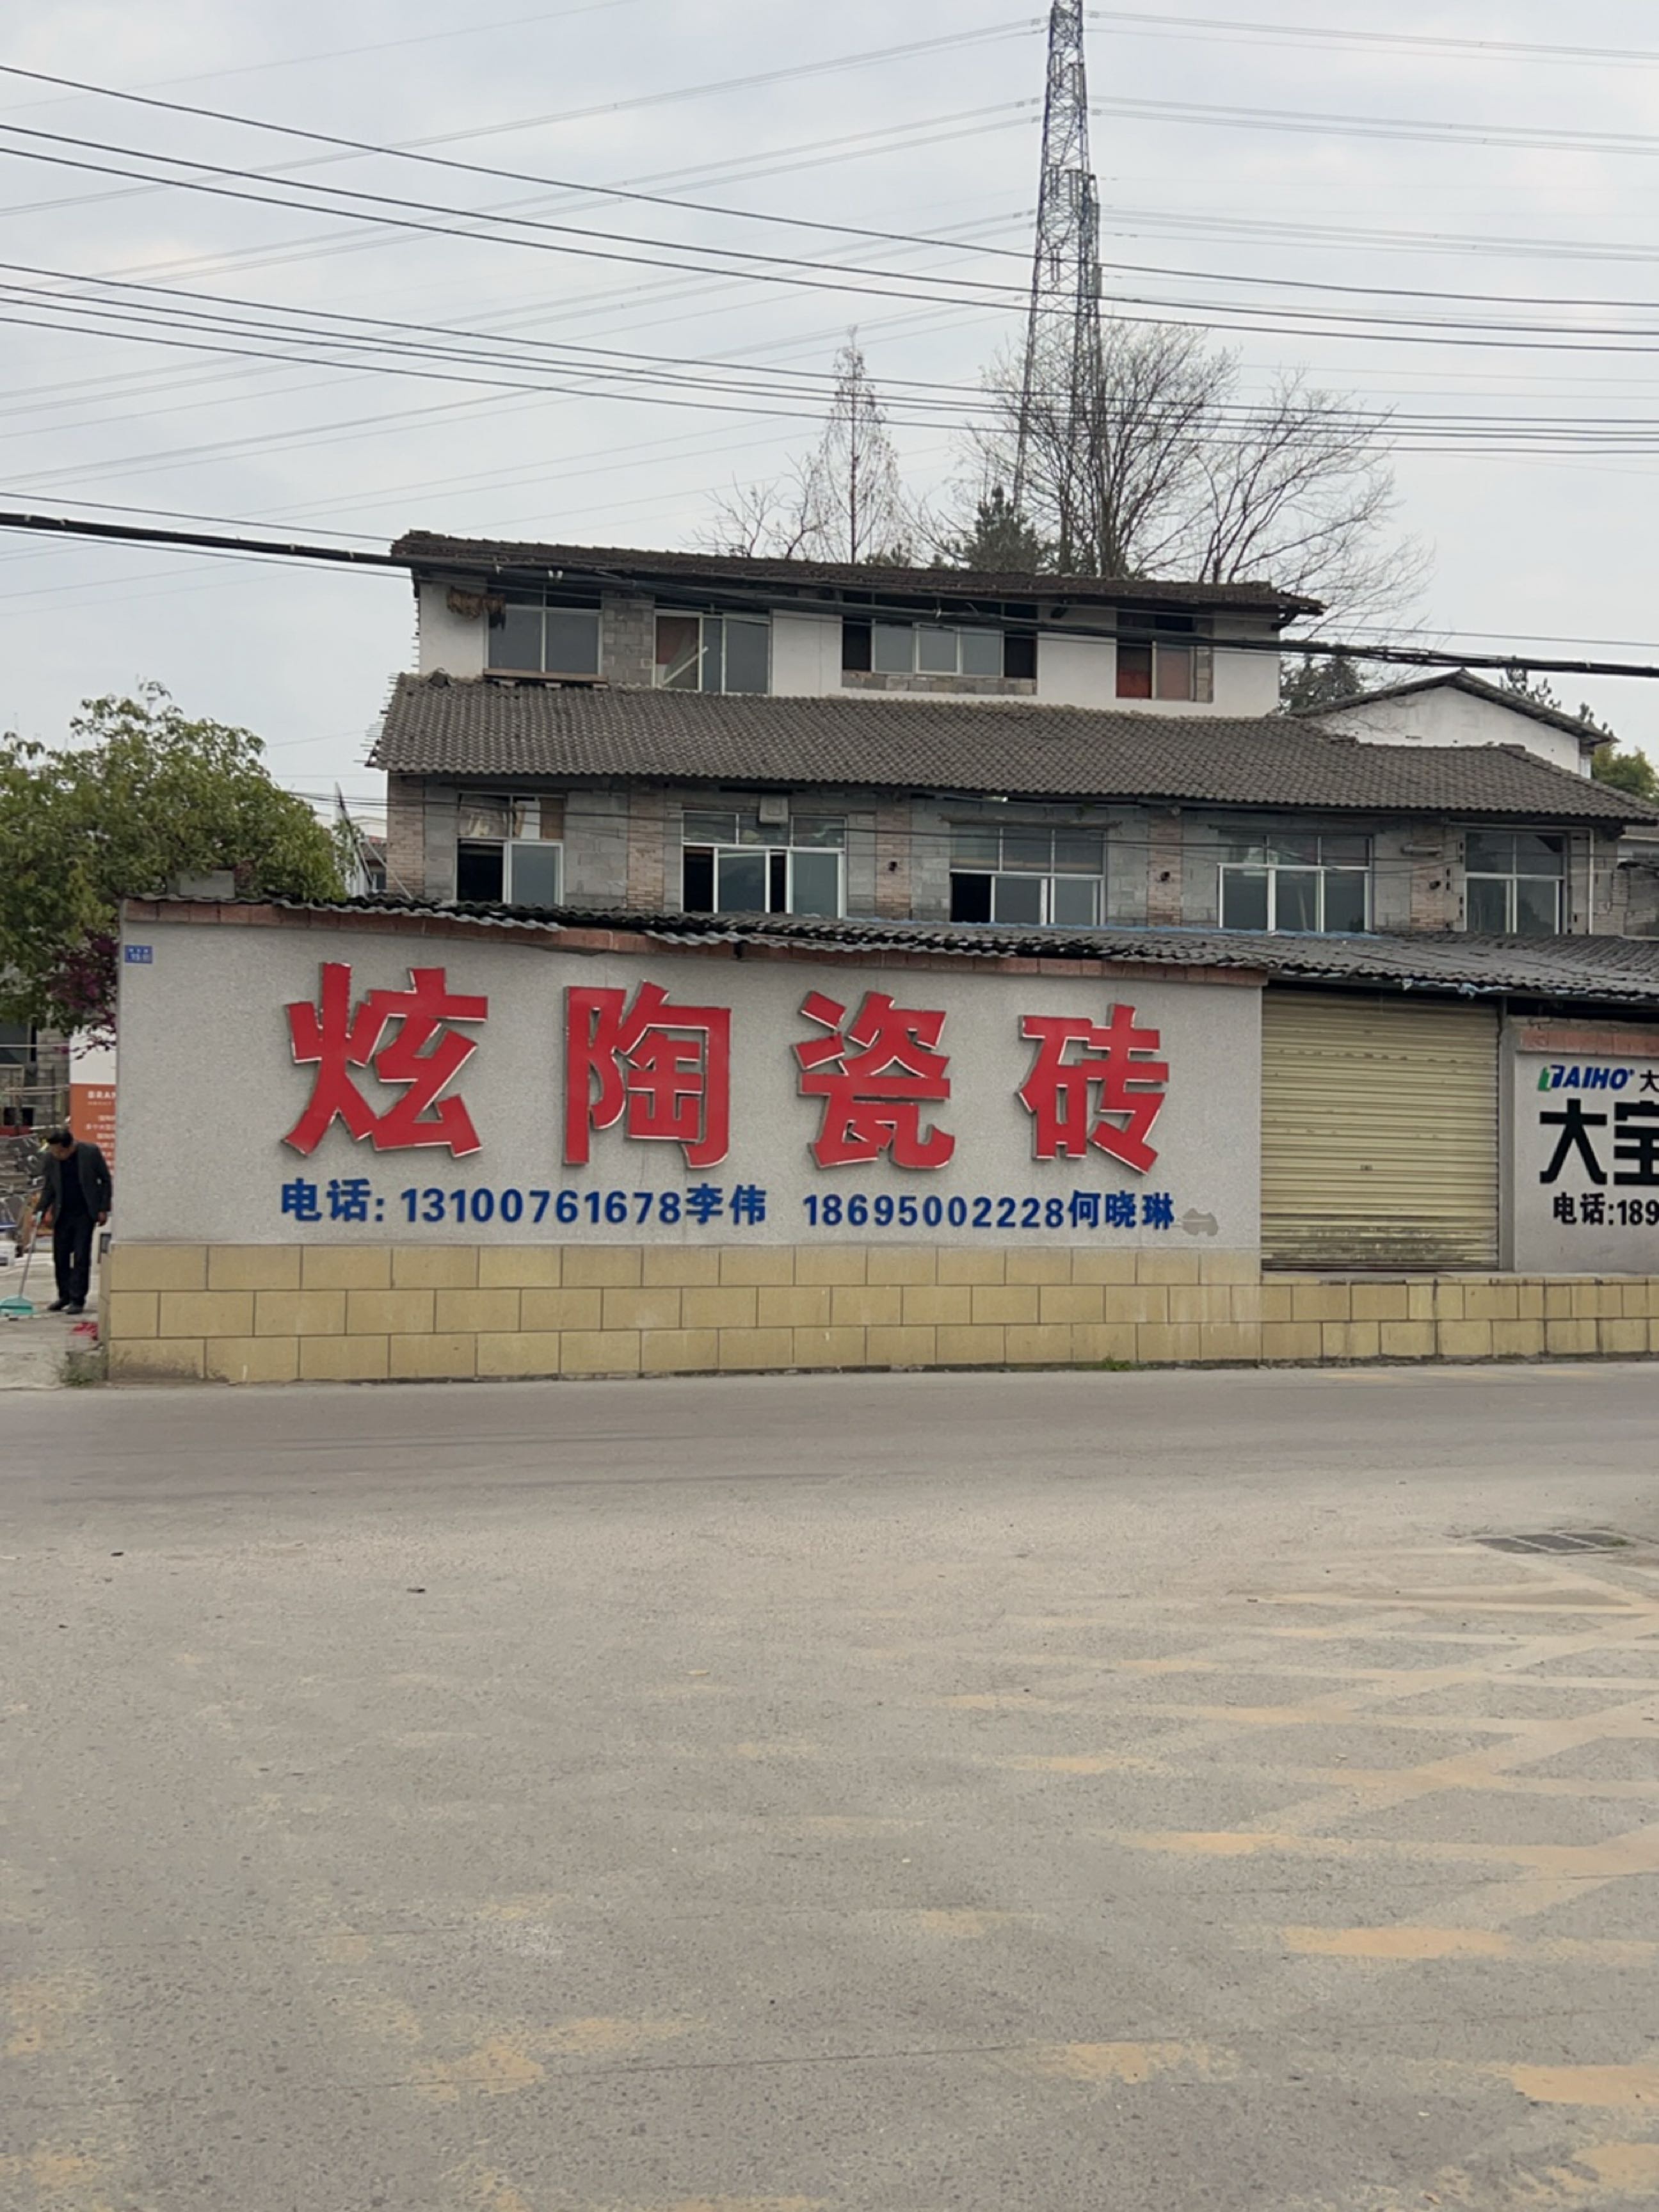 炫陶瓷砖
电话: 13100761678李伟 18695002228何晓琳
TAIHO 大
大宝
电话:189
BRAN